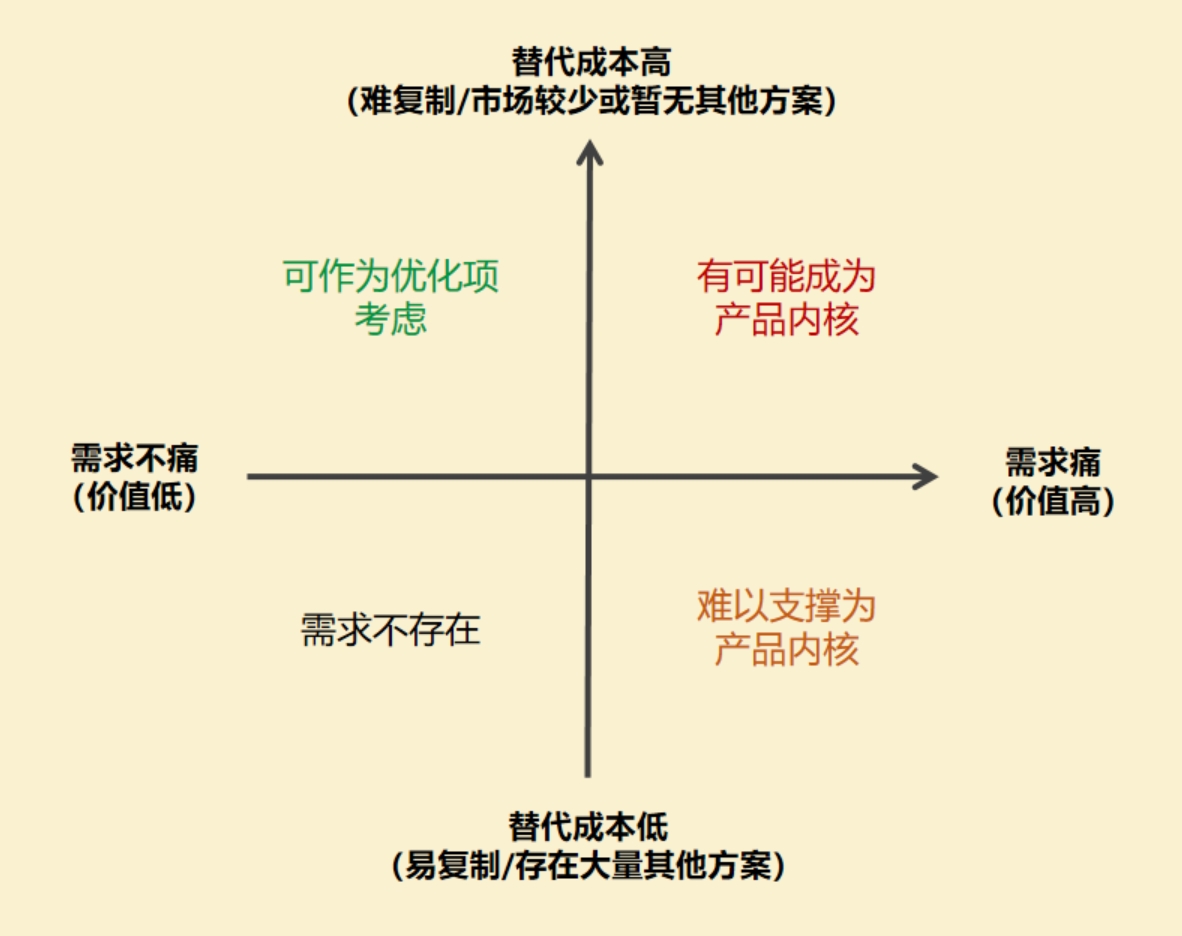 替代成本高
（难复制/市场较少或暂无其他方案）
可作为优化项
考虑
有可能成为
产品内核
需求不痛
（价值低）
需求痛
（价值高）
需求不存在
难以支撑为
产品内核
替代成本低
（易复制/存在大量其他方案）